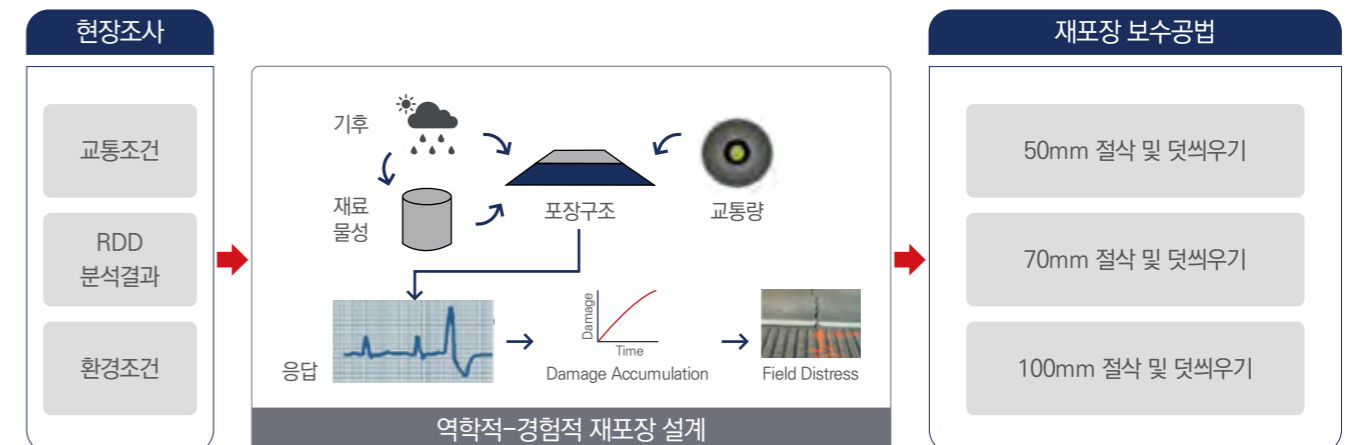 현장조사
교통조건
RDD
분석결과
환경조건
기후
재료
물성
포장구조
교통량
응답
Damage
Time
Damage Accumulation
Field Distress
역학적-경험적 재포장 설계
재포장 보수공법
50mm 절삭 및 덧씌우기
70mm 절삭 및 덧씌우기
100mm 절삭 및 덧씌우기